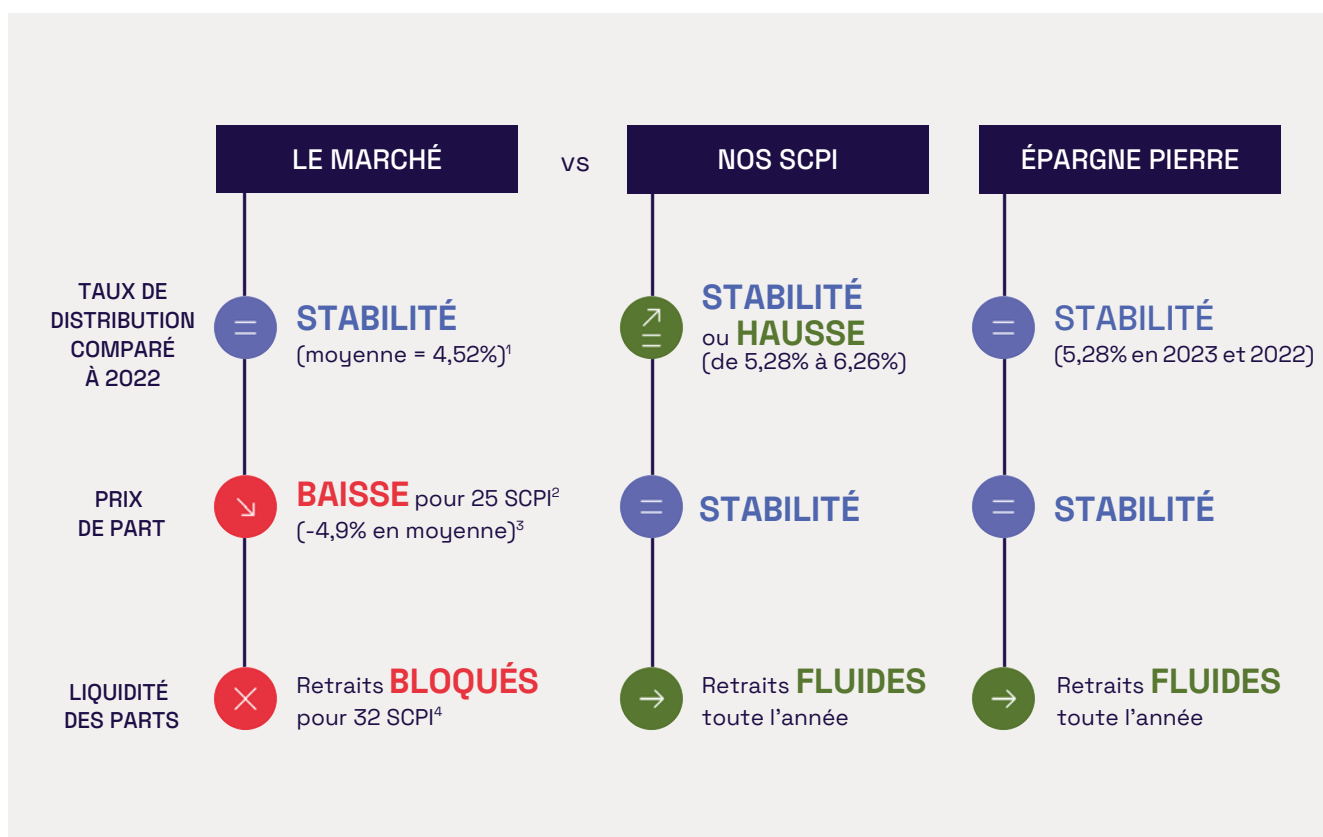 LE MARCHÉ
vs
NOS SCPI
ÉPARGNE PIERRE
TAUX DE
DISTRIBUTION
COMPARÉ
À 2022
STABILITÉ
(moyenne = 4,52%)¹
STABILITÉ
ou HAUSSE
(de 5,28% à 6,26%)
STABILITÉ
(5,28% en 2023 et 2022)
PRIX
DE PART
BAISSE pour 25 SCPI²
(-4,9% en moyenne)³
STABILITÉ
STABILITÉ
LIQUIDITÉ
DES PARTS
Retraits BLOQUÉS
pour 32 SCPI⁴
Retraits FLUIDES
toute l'année
Retraits FLUIDES
toute l'année